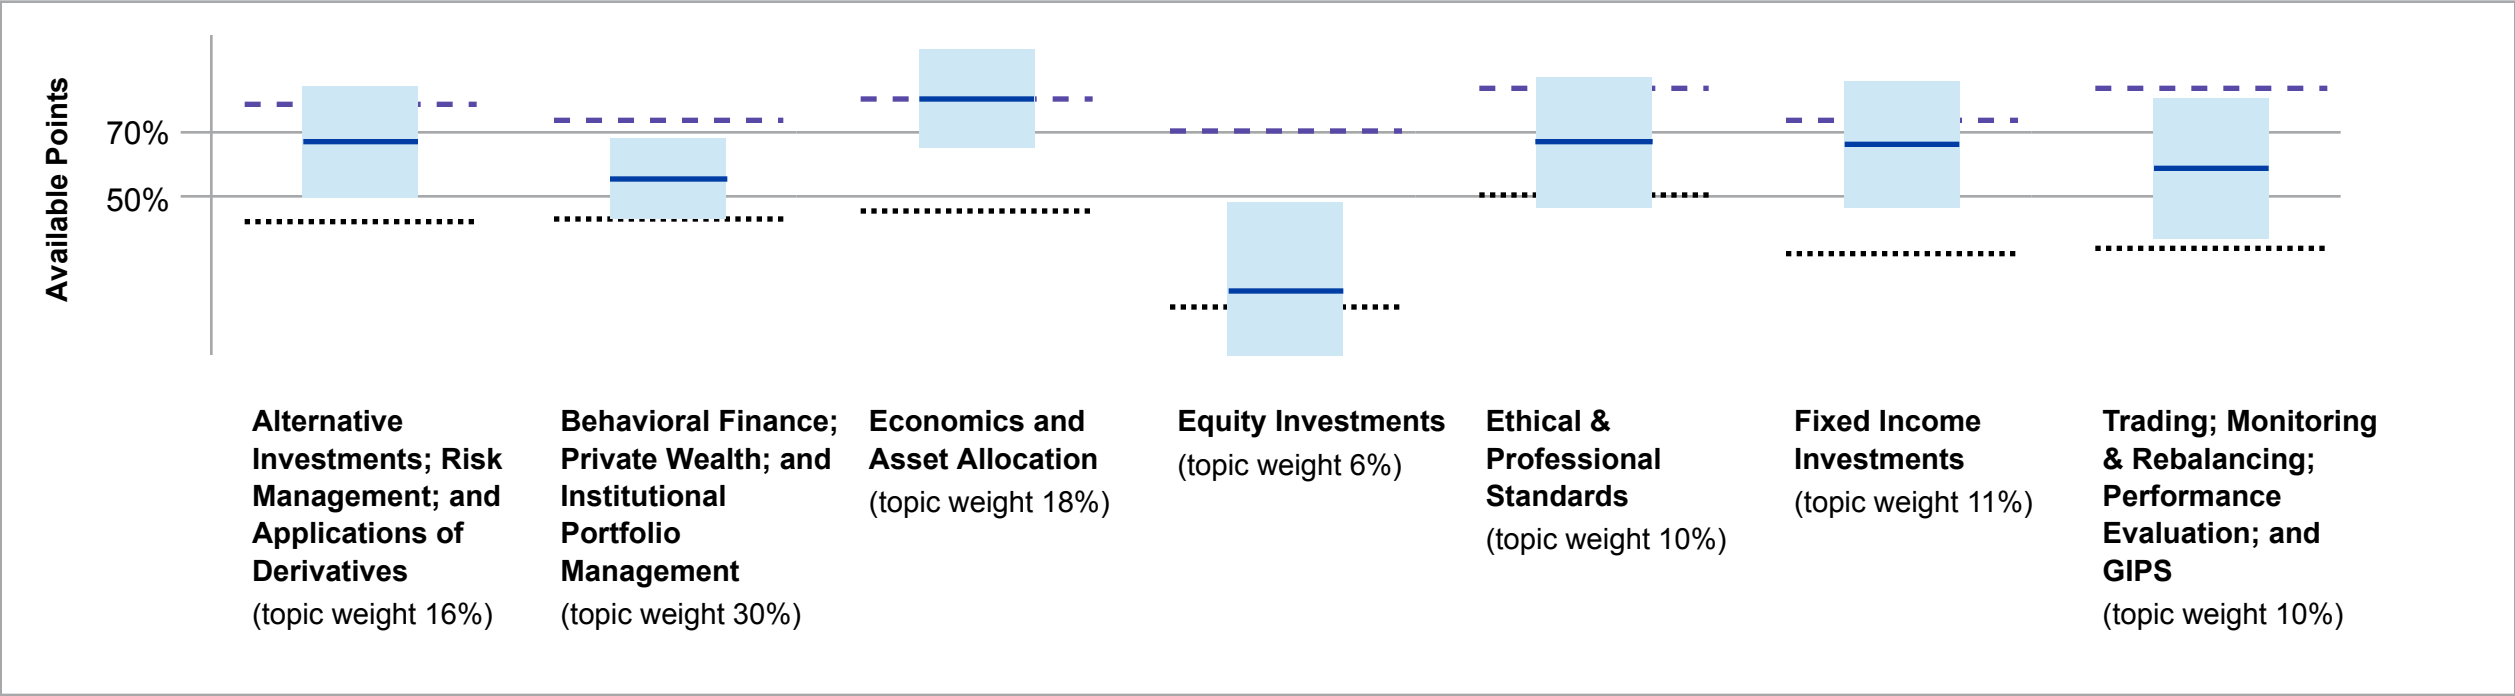 Available Points
70%
50%
Alternative
Investments; Risk
Management; and
Applications of
Derivatives
(topic weight 16%)
Behavioral Finance;
Private Wealth; and
Institutional
Portfolio
Management
(topic weight 30%)
Economics and
Asset Allocation
(topic weight 18%)
Equity Investments
(topic weight 6%)
Ethical &
Professional
Standards
(topic weight 10%)
Fixed Income
Investments
(topic weight 11%)
Trading; Monitoring
& Rebalancing;
Performance
Evaluation; and
GIPS
(topic weight 10%)